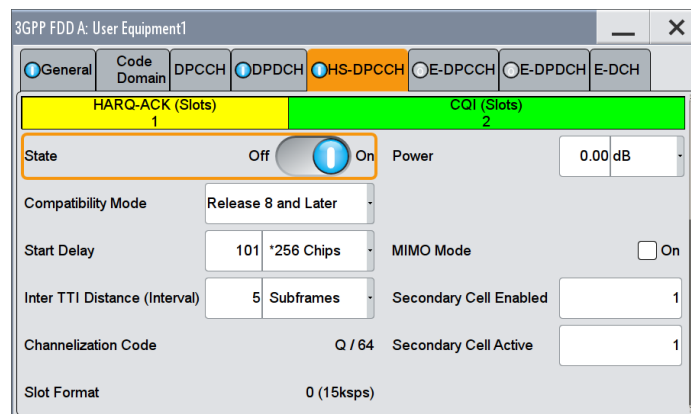 3GPP FDD A: User Equipment1
General
Code
Domain
DPCCH
DPDCH
HS-DPCCH
E-DPCCH
E-DPDCH
E-DCH
HARQ-ACK (Slots)
1
CQI (Slots)
2
State Off On Power 0.00 dB
Compatibility Mode Release 8 and Later
Start Delay 101 *256 Chips MIMO Mode On
Inter TTI Distance (Interval) 5 Subframes Secondary Cell Enabled 1
Channelization Code Q / 64 Secondary Cell Active 1
Slot Format 0 (15ksps)